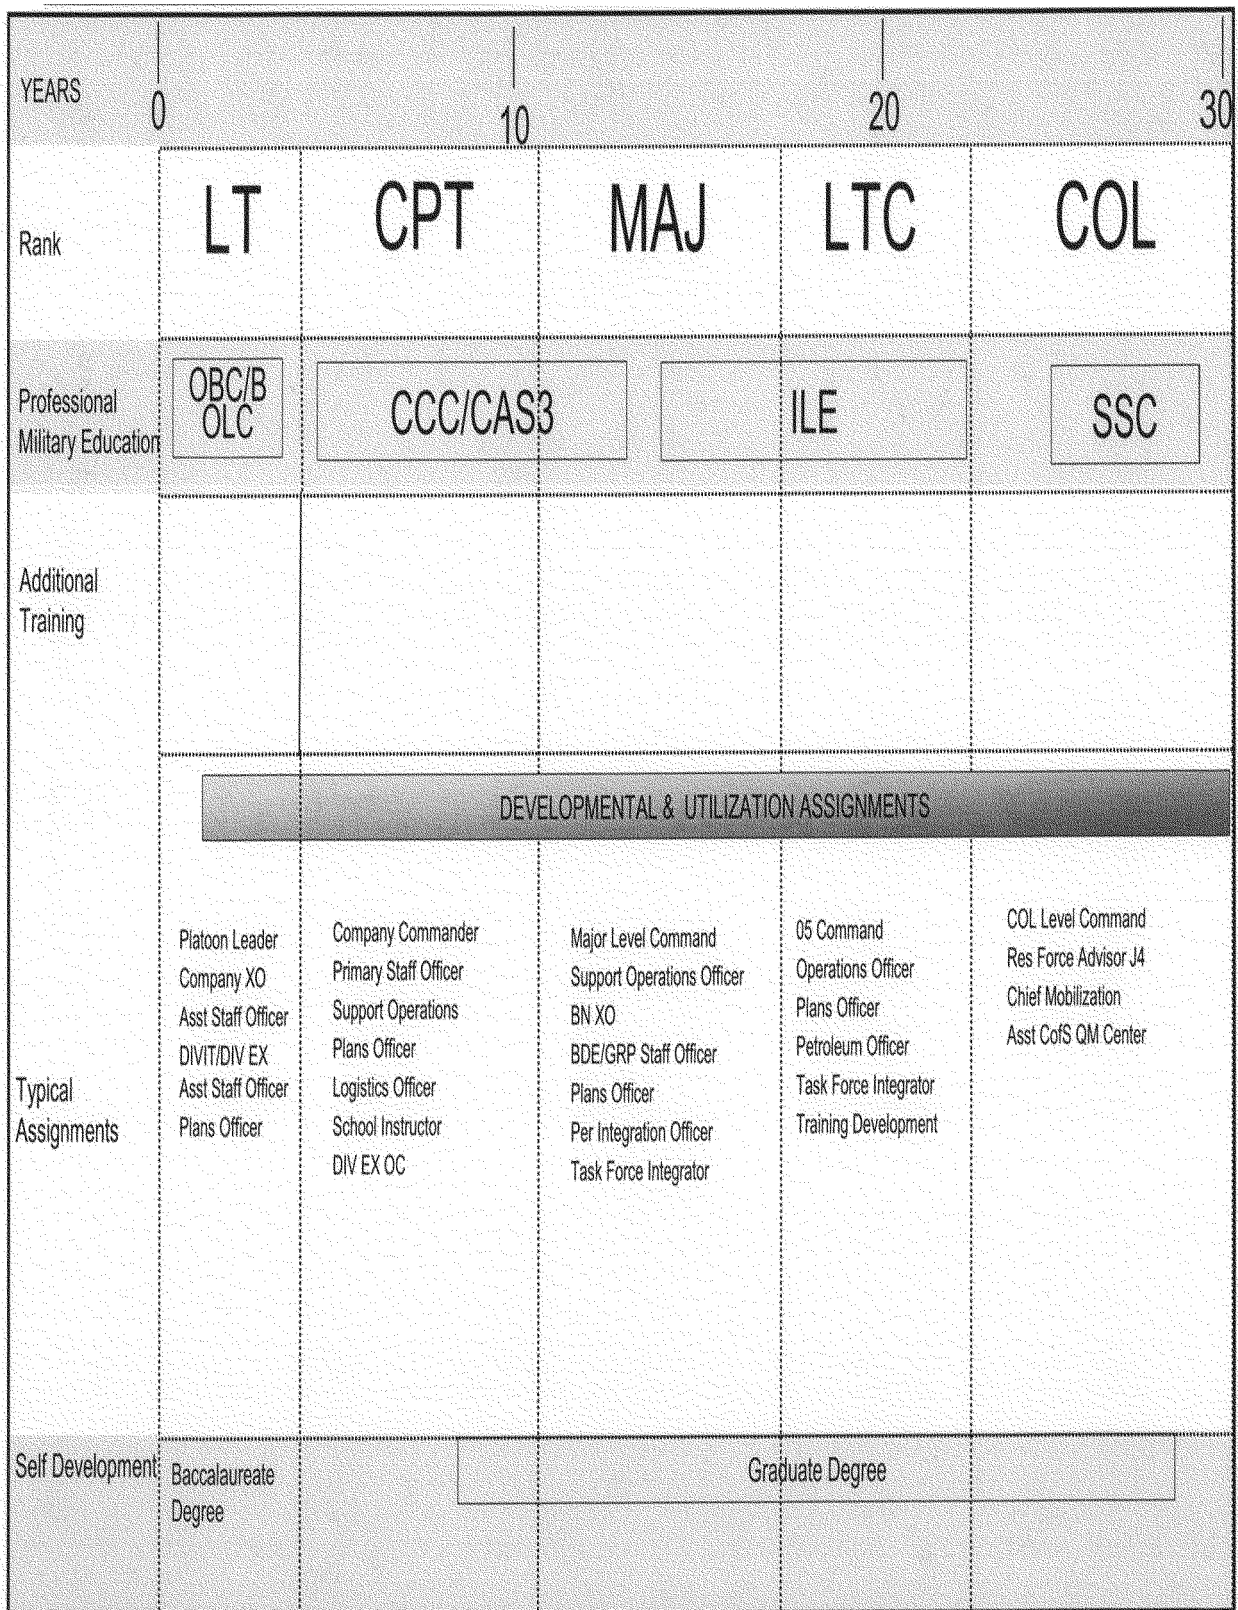 YEARS
0
10
20
30
Rank
LT
CPT
MAJ
LTC
COL
Professional
Military Education
OBC/B
OLC
CCC/CAS3
ILE
SSC
Additional
Training
DEVELOPMENTAL & UTILIZATION ASSIGNMENTS
Typical
Assignments
Platoon Leader
Company XO
Asst Staff Officer
DIVIT/DIV EX
Asst Staff Officer
Plans Officer
Company Commander
Primary Staff Officer
Support Operations
Plans Officer
Logistics Officer
School Instructor
DIV EX OC
Major Level Command
Support Operations Officer
BN XO
BDE/GRP Staff Officer
Plans Officer
Per Integration Officer
Task Force Integrator
05 Command
Operations Officer
Plans Officer
Petroleum Officer
Task Force Integrator
Training Development
COL Level Command
Res Force Advisor J4
Chief Mobilization
Asst CofS QM Center
Self Development
Baccalaureate
Degree
Graduate Degree